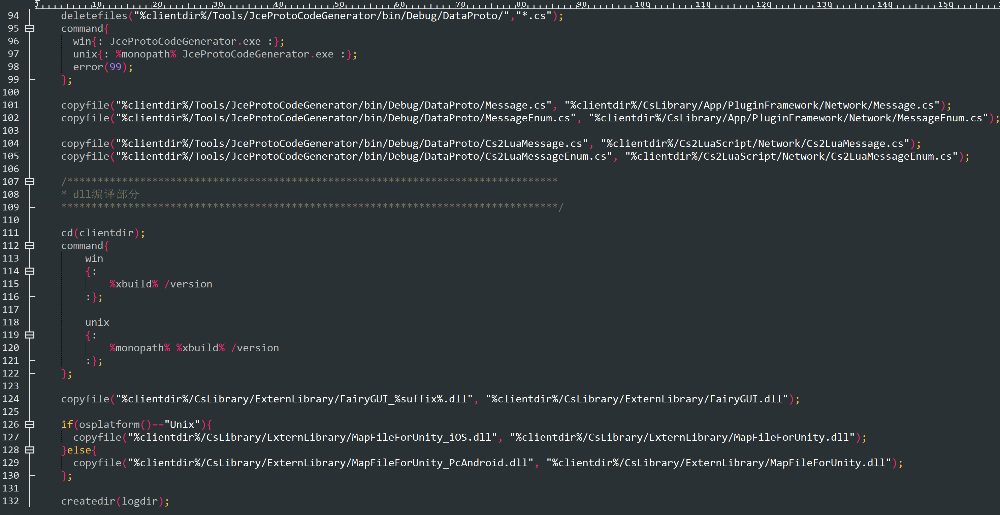 10 20 30 40 50 60 70 80 90 100 110 120 130 140 150
94 deletefiles("%clientdir%/Tools/JceProtoCodeGenerator/bin/Debug/DataProto/","*.cs");
95 command{
96 win{: JceProtoCodeGenerator.exe :};
97 unix{: %monopath% JceProtoCodeGenerator.exe :};
98 error(99);
99 };
100
101 copyfile("%clientdir%/Tools/JceProtoCodeGenerator/bin/Debug/DataProto/Message.cs", "%clientdir%/CsLibrary/App/PluginFramework/Network/Message.cs");
102 copyfile("%clientdir%/Tools/JceProtoCodeGenerator/bin/Debug/DataProto/MessageEnum.cs", "%clientdir%/CsLibrary/App/PluginFramework/Network/MessageEnum.cs");
103
104 copyfile("%clientdir%/Tools/JceProtoCodeGenerator/bin/Debug/DataProto/Cs2LuaMessage.cs", "%clientdir%/Cs2LuaScript/Network/Cs2LuaMessage.cs");
105 copyfile("%clientdir%/Tools/JceProtoCodeGenerator/bin/Debug/DataProto/Cs2LuaMessageEnum.cs", "%clientdir%/Cs2LuaScript/Network/Cs2LuaMessageEnum.cs");
106
107 /*********************************************************************************
108 * dll编译部分
109 **********************************************************************************/
110
111 cd(clientdir);
112 command{
113 win
114 {:
115 %xbuild% /version
116 :};
117
118 unix
119 {:
120 %monopath% %xbuild% /version
121 :};
122 };
123
124 copyfile("%clientdir%/CsLibrary/ExternLibrary/FairyGUI_%suffix%.dll", "%clientdir%/CsLibrary/ExternLibrary/FairyGUI.dll");
125
126 if(osplatform()=="Unix"){
127 copyfile("%clientdir%/CsLibrary/ExternLibrary/MapFileForUnity_iOS.dll", "%clientdir%/CsLibrary/ExternLibrary/MapFileForUnity.dll");
128 }else{
129 copyfile("%clientdir%/CsLibrary/ExternLibrary/MapFileForUnity_PcAndroid.dll", "%clientdir%/CsLibrary/ExternLibrary/MapFileForUnity.dll");
130 };
131
132 createdir(logdir);